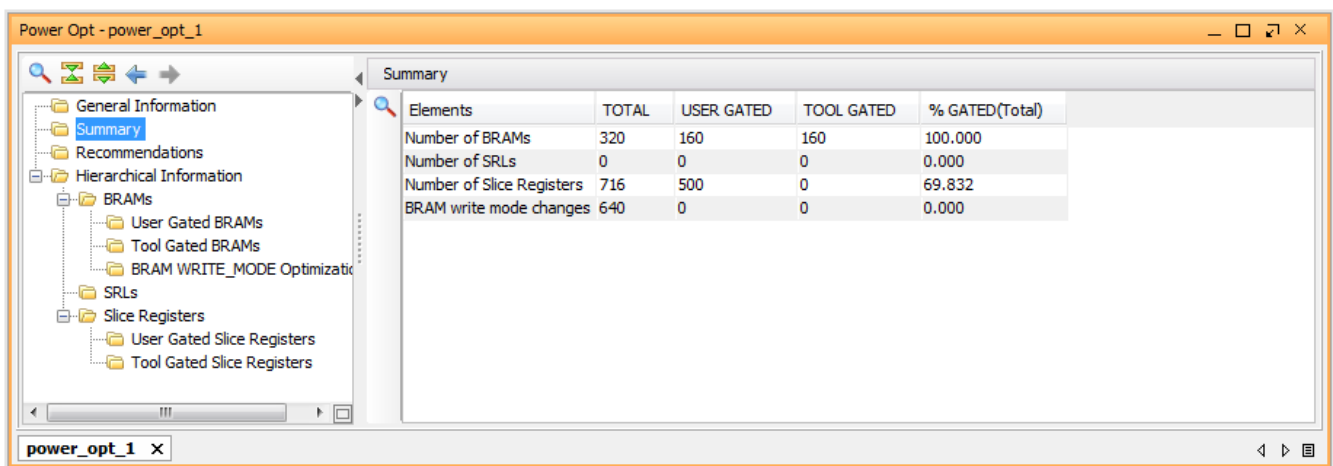 Power Opt - power_opt_1
General Information
Summary
Recommendations
Hierarchical Information
BRAMs
User Gated BRAMs
Tool Gated BRAMs
BRAM WRITE_MODE Optimizatic
SRLs
Slice Registers
User Gated Slice Registers
Tool Gated Slice Registers
Summary
Elements TOTAL USER GATED TOOL GATED % GATED(Total)
Number of BRAMs 320 160 160 100.000
Number of SRLs 0 0 0 0.000
Number of Slice Registers 716 500 0 69.832
BRAM write mode changes 640 0 0 0.000
power_opt_1